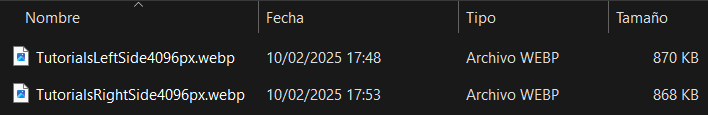 Nombre Fecha Tipo Tamaño
TutorialsLeftSide4096px.webp 10/02/2025 17:48 Archivo WEBP 870 KB
TutorialsRightSide4096px.webp 10/02/2025 17:53 Archivo WEBP 868 KB